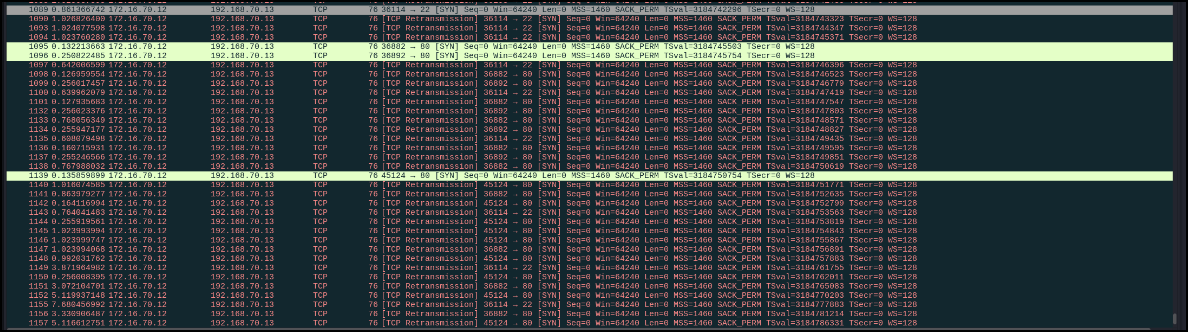 1089 0.881366742 172.16.70.12 192.168.70.13 TCP 76 36114 → 22 [SYN] Seq=0 Win=64240 Len=0 MSS=1460 SACK_PERM TSval=3184742296 TSecr=0 WS=128
1090 1.026826400 172.16.70.12 192.168.70.13 TCP 76 [TCP Retransmission] 36114 → 22 [SYN] Seq=0 Win=64240 Len=0 MSS=1460 SACK_PERM TSval=3184743323 TSecr=0 WS=128
1093 1.024077598 172.16.70.12 192.168.70.13 TCP 76 [TCP Retransmission] 36114 → 22 [SYN] Seq=0 Win=64240 Len=0 MSS=1460 SACK_PERM TSval=3184744347 TSecr=0 WS=128
1094 1.023760280 172.16.70.12 192.168.70.13 TCP 76 [TCP Retransmission] 36114 → 22 [SYN] Seq=0 Win=64240 Len=0 MSS=1460 SACK_PERM TSval=3184745371 TSecr=0 WS=128
1095 0.132213663 172.16.70.12 192.168.70.13 TCP 76 36882 → 80 [SYN] Seq=0 Win=64240 Len=0 MSS=1460 SACK_PERM TSval=3184745503 TSecr=0 WS=128
1096 0.250822485 172.16.70.12 192.168.70.13 TCP 76 36892 → 80 [SYN] Seq=0 Win=64240 Len=0 MSS=1460 SACK_PERM TSval=3184745754 TSecr=0 WS=128
1097 0.642006599 172.16.70.12 192.168.70.13 TCP 76 [TCP Retransmission] 36114 → 22 [SYN] Seq=0 Win=64240 Len=0 MSS=1460 SACK_PERM TSval=3184746396 TSecr=0 WS=128
1098 0.126959554 172.16.70.12 192.168.70.13 TCP 76 [TCP Retransmission] 36882 → 80 [SYN] Seq=0 Win=64240 Len=0 MSS=1460 SACK_PERM TSval=3184746523 TSecr=0 WS=128
1099 0.256017457 172.16.70.12 192.168.70.13 TCP 76 [TCP Retransmission] 36892 → 80 [SYN] Seq=0 Win=64240 Len=0 MSS=1460 SACK_PERM TSval=3184746779 TSecr=0 WS=128
1100 0.639962079 172.16.70.12 192.168.70.13 TCP 76 [TCP Retransmission] 36114 → 22 [SYN] Seq=0 Win=64240 Len=0 MSS=1460 SACK_PERM TSval=3184747419 TSecr=0 WS=128
1101 0.127935683 172.16.70.12 192.168.70.13 TCP 76 [TCP Retransmission] 36882 → 80 [SYN] Seq=0 Win=64240 Len=0 MSS=1460 SACK_PERM TSval=3184747547 TSecr=0 WS=128
1132 0.256023376 172.16.70.12 192.168.70.13 TCP 76 [TCP Retransmission] 36892 → 80 [SYN] Seq=0 Win=64240 Len=0 MSS=1460 SACK_PERM TSval=3184747803 TSecr=0 WS=128
1133 0.768056349 172.16.70.12 192.168.70.13 TCP 76 [TCP Retransmission] 36882 → 80 [SYN] Seq=0 Win=64240 Len=0 MSS=1460 SACK_PERM TSval=3184748571 TSecr=0 WS=128
1134 0.255947177 172.16.70.12 192.168.70.13 TCP 76 [TCP Retransmission] 36892 → 80 [SYN] Seq=0 Win=64240 Len=0 MSS=1460 SACK_PERM TSval=3184748827 TSecr=0 WS=128
1135 0.608079498 172.16.70.12 192.168.70.13 TCP 76 [TCP Retransmission] 36114 → 22 [SYN] Seq=0 Win=64240 Len=0 MSS=1460 SACK_PERM TSval=3184749435 TSecr=0 WS=128
1136 0.160715931 172.16.70.12 192.168.70.13 TCP 76 [TCP Retransmission] 36882 → 80 [SYN] Seq=0 Win=64240 Len=0 MSS=1460 SACK_PERM TSval=3184749595 TSecr=0 WS=128
1137 0.255246566 172.16.70.12 192.168.70.13 TCP 76 [TCP Retransmission] 36892 → 80 [SYN] Seq=0 Win=64240 Len=0 MSS=1460 SACK_PERM TSval=3184749851 TSecr=0 WS=128
1138 0.767988032 172.16.70.12 192.168.70.13 TCP 76 [TCP Retransmission] 36882 → 80 [SYN] Seq=0 Win=64240 Len=0 MSS=1460 SACK_PERM TSval=3184750619 TSecr=0 WS=128
1139 0.135859899 172.16.70.12 192.168.70.13 TCP 76 45124 → 80 [SYN] Seq=0 Win=64240 Len=0 MSS=1460 SACK_PERM TSval=3184750754 TSecr=0 WS=128
1140 1.016074585 172.16.70.12 192.168.70.13 TCP 76 [TCP Retransmission] 45124 → 80 [SYN] Seq=0 Win=64240 Len=0 MSS=1460 SACK_PERM TSval=3184751771 TSecr=0 WS=128
1141 0.863979277 172.16.70.12 192.168.70.13 TCP 76 [TCP Retransmission] 36882 → 80 [SYN] Seq=0 Win=64240 Len=0 MSS=1460 SACK_PERM TSval=3184752635 TSecr=0 WS=128
1142 0.164116994 172.16.70.12 192.168.70.13 TCP 76 [TCP Retransmission] 45124 → 80 [SYN] Seq=0 Win=64240 Len=0 MSS=1460 SACK_PERM TSval=3184752799 TSecr=0 WS=128
1143 0.764041483 172.16.70.12 192.168.70.13 TCP 76 [TCP Retransmission] 36114 → 22 [SYN] Seq=0 Win=64240 Len=0 MSS=1460 SACK_PERM TSval=3184753563 TSecr=0 WS=128
1144 0.255919561 172.16.70.12 192.168.70.13 TCP 76 [TCP Retransmission] 45124 → 80 [SYN] Seq=0 Win=64240 Len=0 MSS=1460 SACK_PERM TSval=3184753819 TSecr=0 WS=128
1145 1.023993994 172.16.70.12 192.168.70.13 TCP 76 [TCP Retransmission] 45124 → 80 [SYN] Seq=0 Win=64240 Len=0 MSS=1460 SACK_PERM TSval=3184754843 TSecr=0 WS=128
1146 1.023999747 172.16.70.12 192.168.70.13 TCP 76 [TCP Retransmission] 45124 → 80 [SYN] Seq=0 Win=64240 Len=0 MSS=1460 SACK_PERM TSval=3184755867 TSecr=0 WS=128
1147 1.023994068 172.16.70.12 192.168.70.13 TCP 76 [TCP Retransmission] 36882 → 80 [SYN] Seq=0 Win=64240 Len=0 MSS=1460 SACK_PERM TSval=3184756891 TSecr=0 WS=128
1148 0.992031762 172.16.70.12 192.168.70.13 TCP 76 [TCP Retransmission] 45124 → 80 [SYN] Seq=0 Win=64240 Len=0 MSS=1460 SACK_PERM TSval=3184757883 TSecr=0 WS=128
1149 3.871964982 172.16.70.12 192.168.70.13 TCP 76 [TCP Retransmission] 36114 → 22 [SYN] Seq=0 Win=64240 Len=0 MSS=1460 SACK_PERM TSval=3184761755 TSecr=0 WS=128
1150 0.256008395 172.16.70.12 192.168.70.13 TCP 76 [TCP Retransmission] 45124 → 80 [SYN] Seq=0 Win=64240 Len=0 MSS=1460 SACK_PERM TSval=3184762011 TSecr=0 WS=128
1151 3.072104701 172.16.70.12 192.168.70.13 TCP 76 [TCP Retransmission] 36882 → 80 [SYN] Seq=0 Win=64240 Len=0 MSS=1460 SACK_PERM TSval=3184765083 TSecr=0 WS=128
1152 5.119937148 172.16.70.12 192.168.70.13 TCP 76 [TCP Retransmission] 45124 → 80 [SYN] Seq=0 Win=64240 Len=0 MSS=1460 SACK_PERM TSval=3184770203 TSecr=0 WS=128
1155 7.680456992 172.16.70.12 192.168.70.13 TCP 76 [TCP Retransmission] 36114 → 22 [SYN] Seq=0 Win=64240 Len=0 MSS=1460 SACK_PERM TSval=3184777883 TSecr=0 WS=128
1156 3.330906487 172.16.70.12 192.168.70.13 TCP 76 [TCP Retransmission] 36882 → 80 [SYN] Seq=0 Win=64240 Len=0 MSS=1460 SACK_PERM TSval=3184781214 TSecr=0 WS=128
1157 5.116612751 172.16.70.12 192.168.70.13 TCP 76 [TCP Retransmission] 45124 → 80 [SYN] Seq=0 Win=64240 Len=0 MSS=1460 SACK_PERM TSval=3184786331 TSecr=0 WS=128